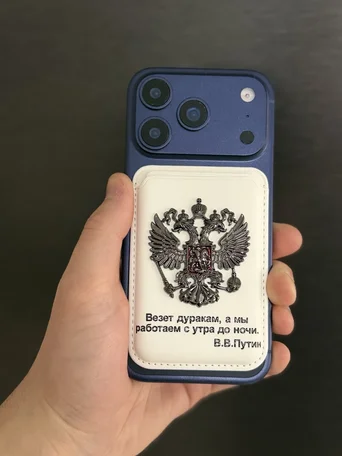 Везет дуракам, а мы
работаем с утра до ночи.
В.В.Путин